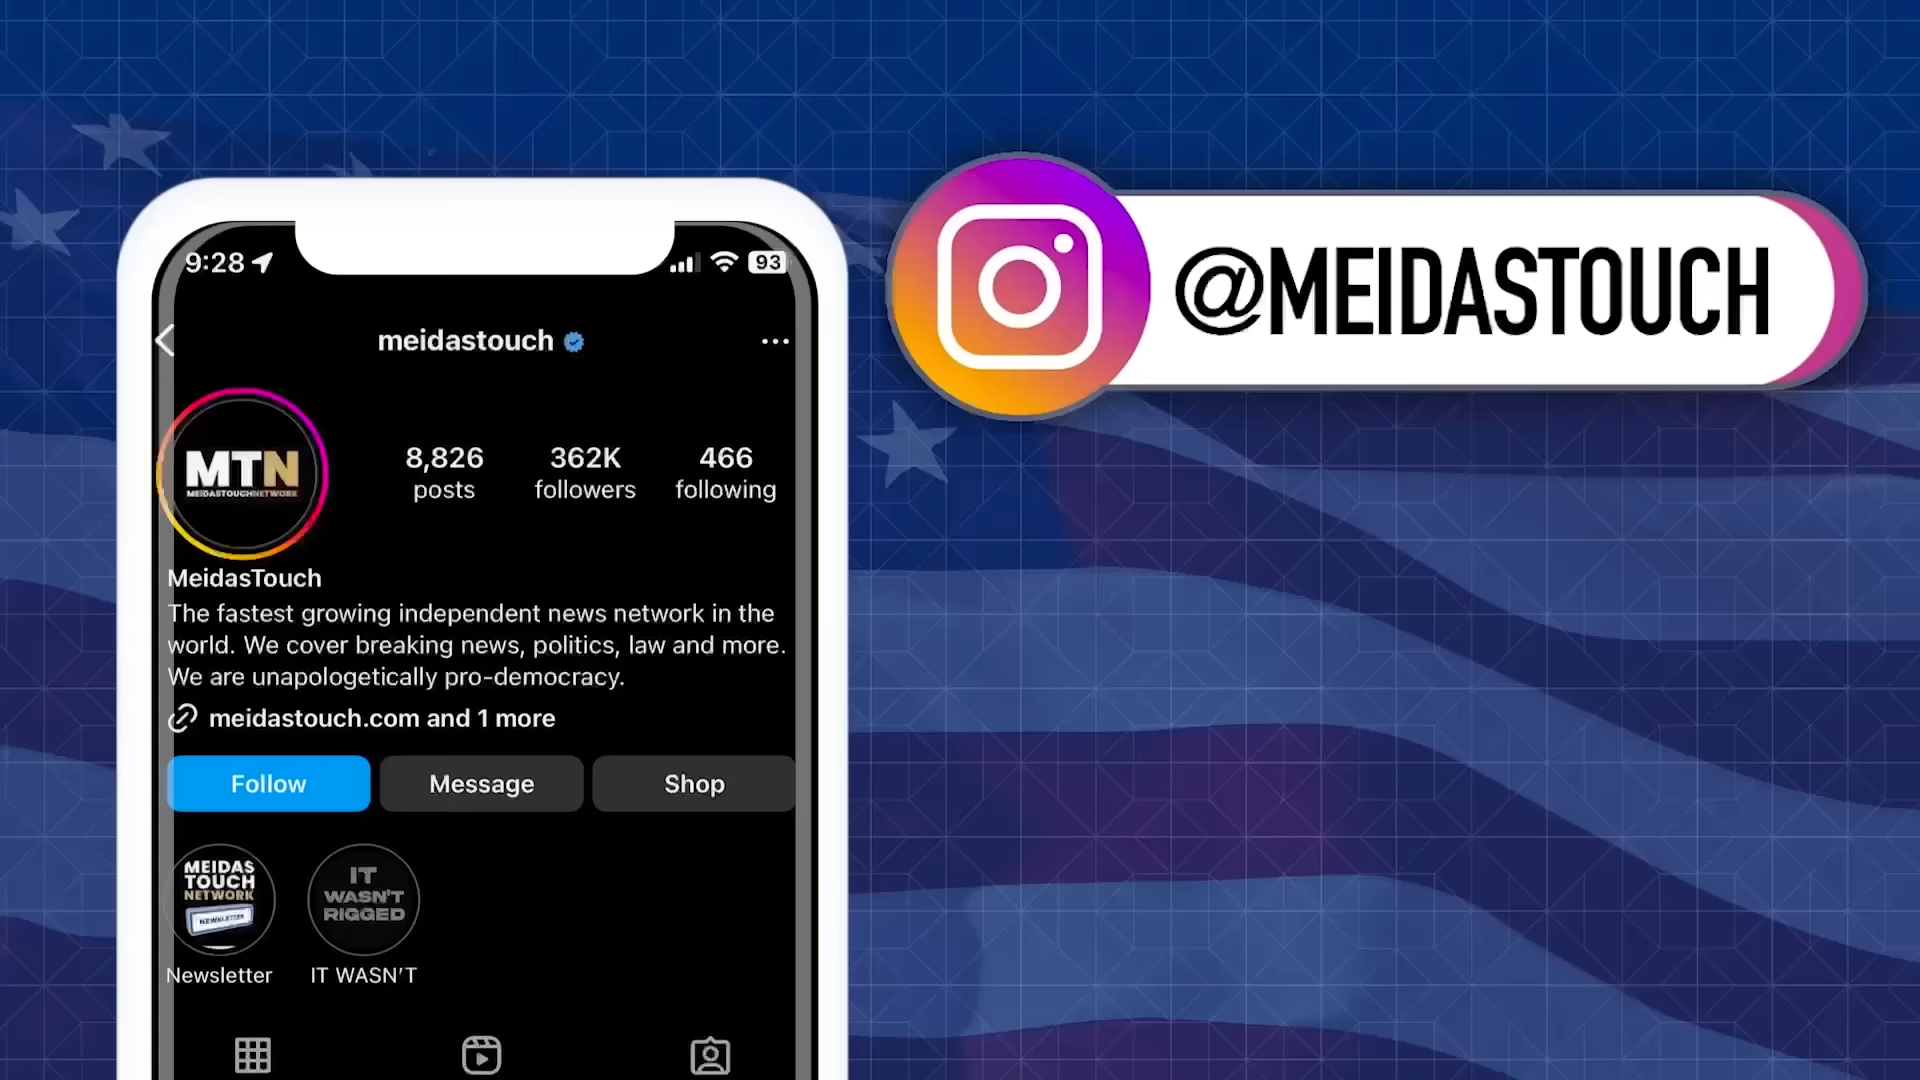 9:28
93
meidastouch
@MEIDASTOUCH
MTN
MEIDASTOUCHNETWORK
8,826 362K 466
posts followers following
MeidasTouch
The fastest growing independent news network in the
world. We cover breaking news, politics, law and more.
We are unapologetically pro-democracy.
meidastouch.com and 1 more
Follow Message Shop
MEIDAS
TOUCH
NETWORK
NEWSLETTER
IT
WASN'T
RIGGED
Newsletter IT WASN'T